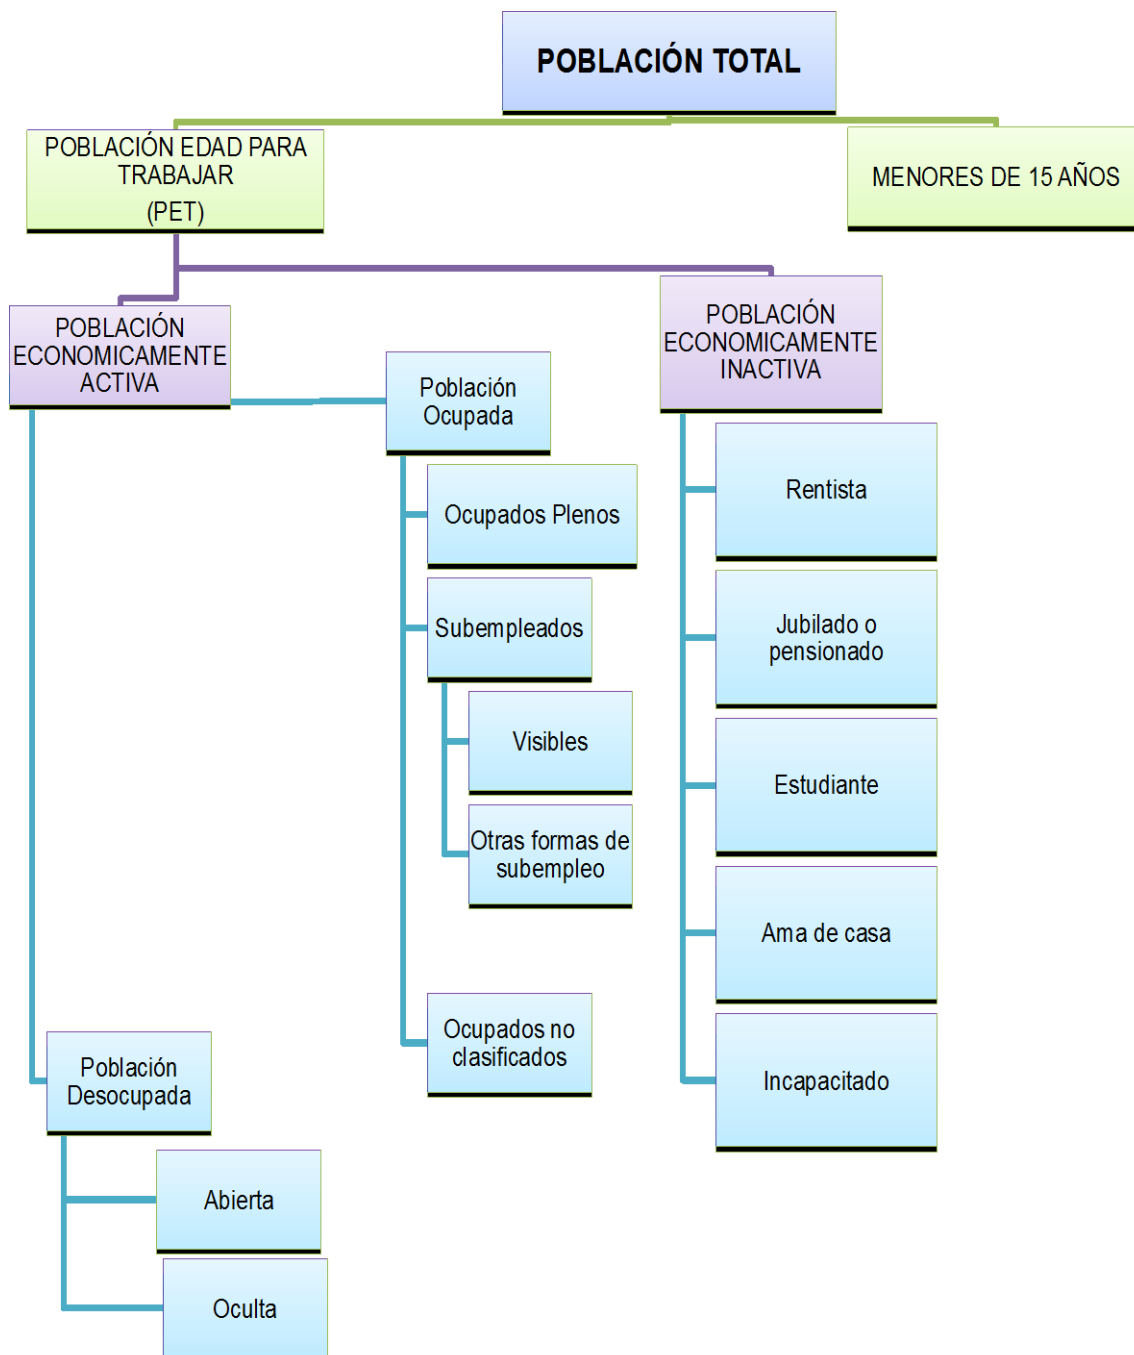 POBLACIÓN TOTAL
POBLACIÓN EDAD PARA
TRABAJAR
(PET)
MENORES DE 15 AÑOS
POBLACIÓN
ECONOMICAMENTE
ACTIVA
Población
Ocupada
Ocupados Plenos
Subempleados
Visibles
Otras formas de
subempleo
Ocupados no
clasificados
Población
Desocupada
Abierta
Oculta
POBLACIÓN
ECONOMICAMENTE
INACTIVA
Rentista
Jubilado o
pensionado
Estudiante
Ama de casa
Incapacitado